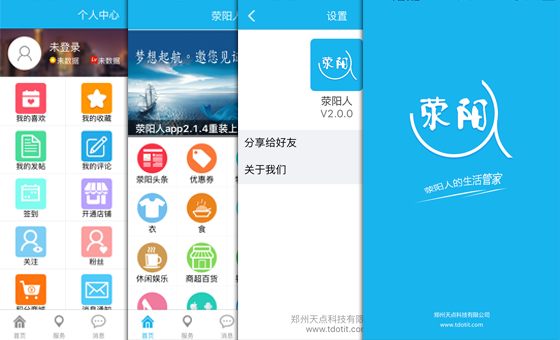 个人中心
未登录
未数据
Lv 未数据
我的喜欢
我的收藏
我的发帖
我的评论
签到
开通店铺
关注
粉丝
积分商城
消息通知
首页
服务
消息
荥阳人
梦想起航·邀您见证
荥阳人app2.1.4重装上
荥阳头条
优惠券
衣
食
休闲娱乐
商超百货
首页
服务
消息
设置
荥阳人
荥阳人
V2.0.0
分享给好友
关于我们
郑州天点科技有限
www.tdotit.com
荥阳人
荥阳人的生活管家
郑州天点科技有限公司
www.tdotit.com